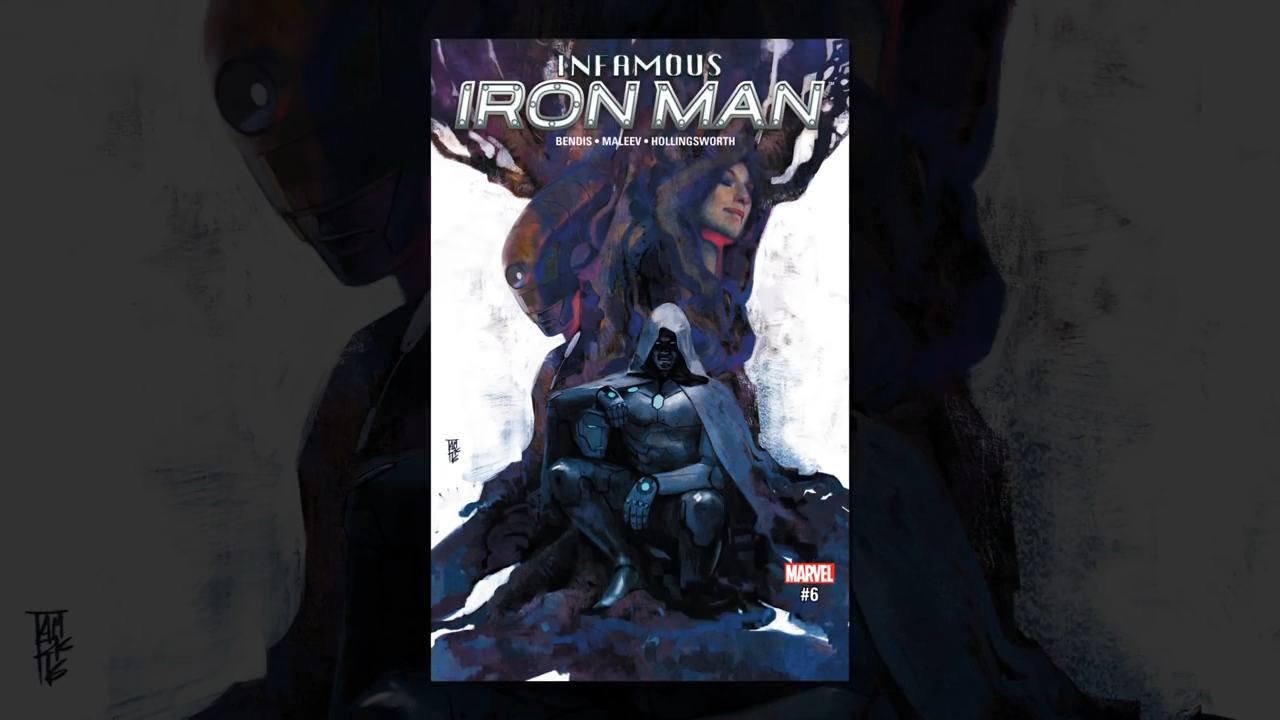 INFAMOUS
IRON MAN
BENDIS • MALEEV • HOLLINGSWORTH
MARVEL
#6